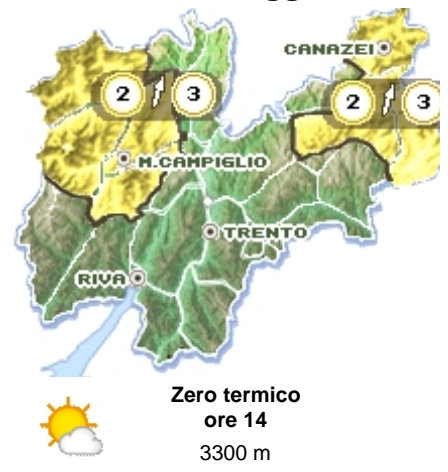 CANAZEI
2 3
2 3
M.CAMPIGLIO
TRENTO
RIVA
Zero termico
ore 14
3300 m